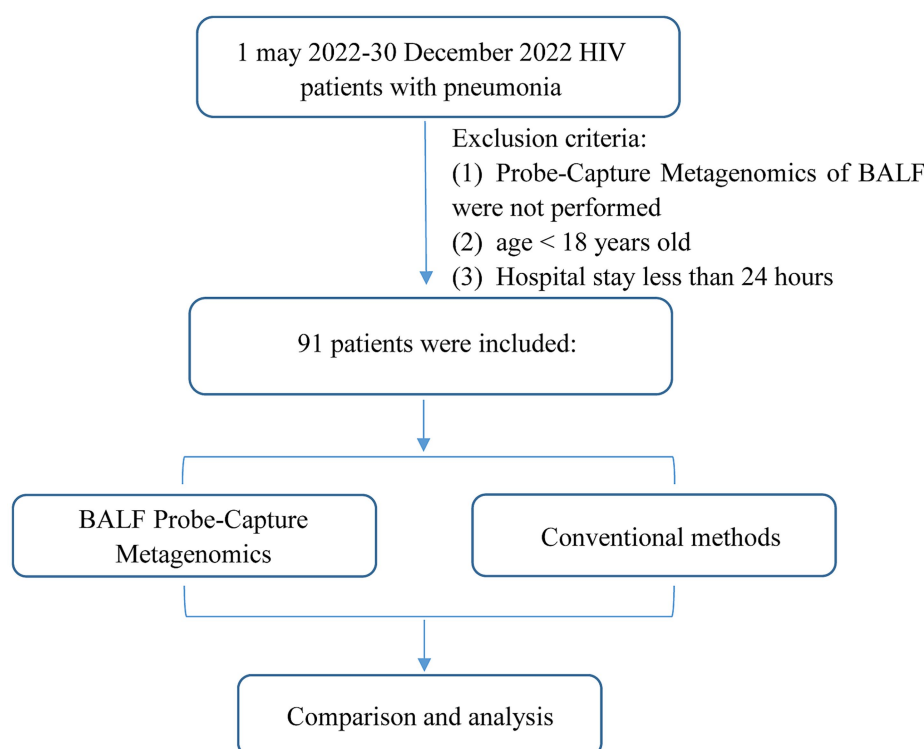 1 may 2022-30 December 2022 HIV
patients with pneumonia
Exclusion criteria:
(1) Probe-Capture Metagenomics of BALF
were not performed
(2) age < 18 years old
(3) Hospital stay less than 24 hours
91 patients were included:
BALF Probe-Capture
Metagenomics
Conventional methods
Comparison and analysis